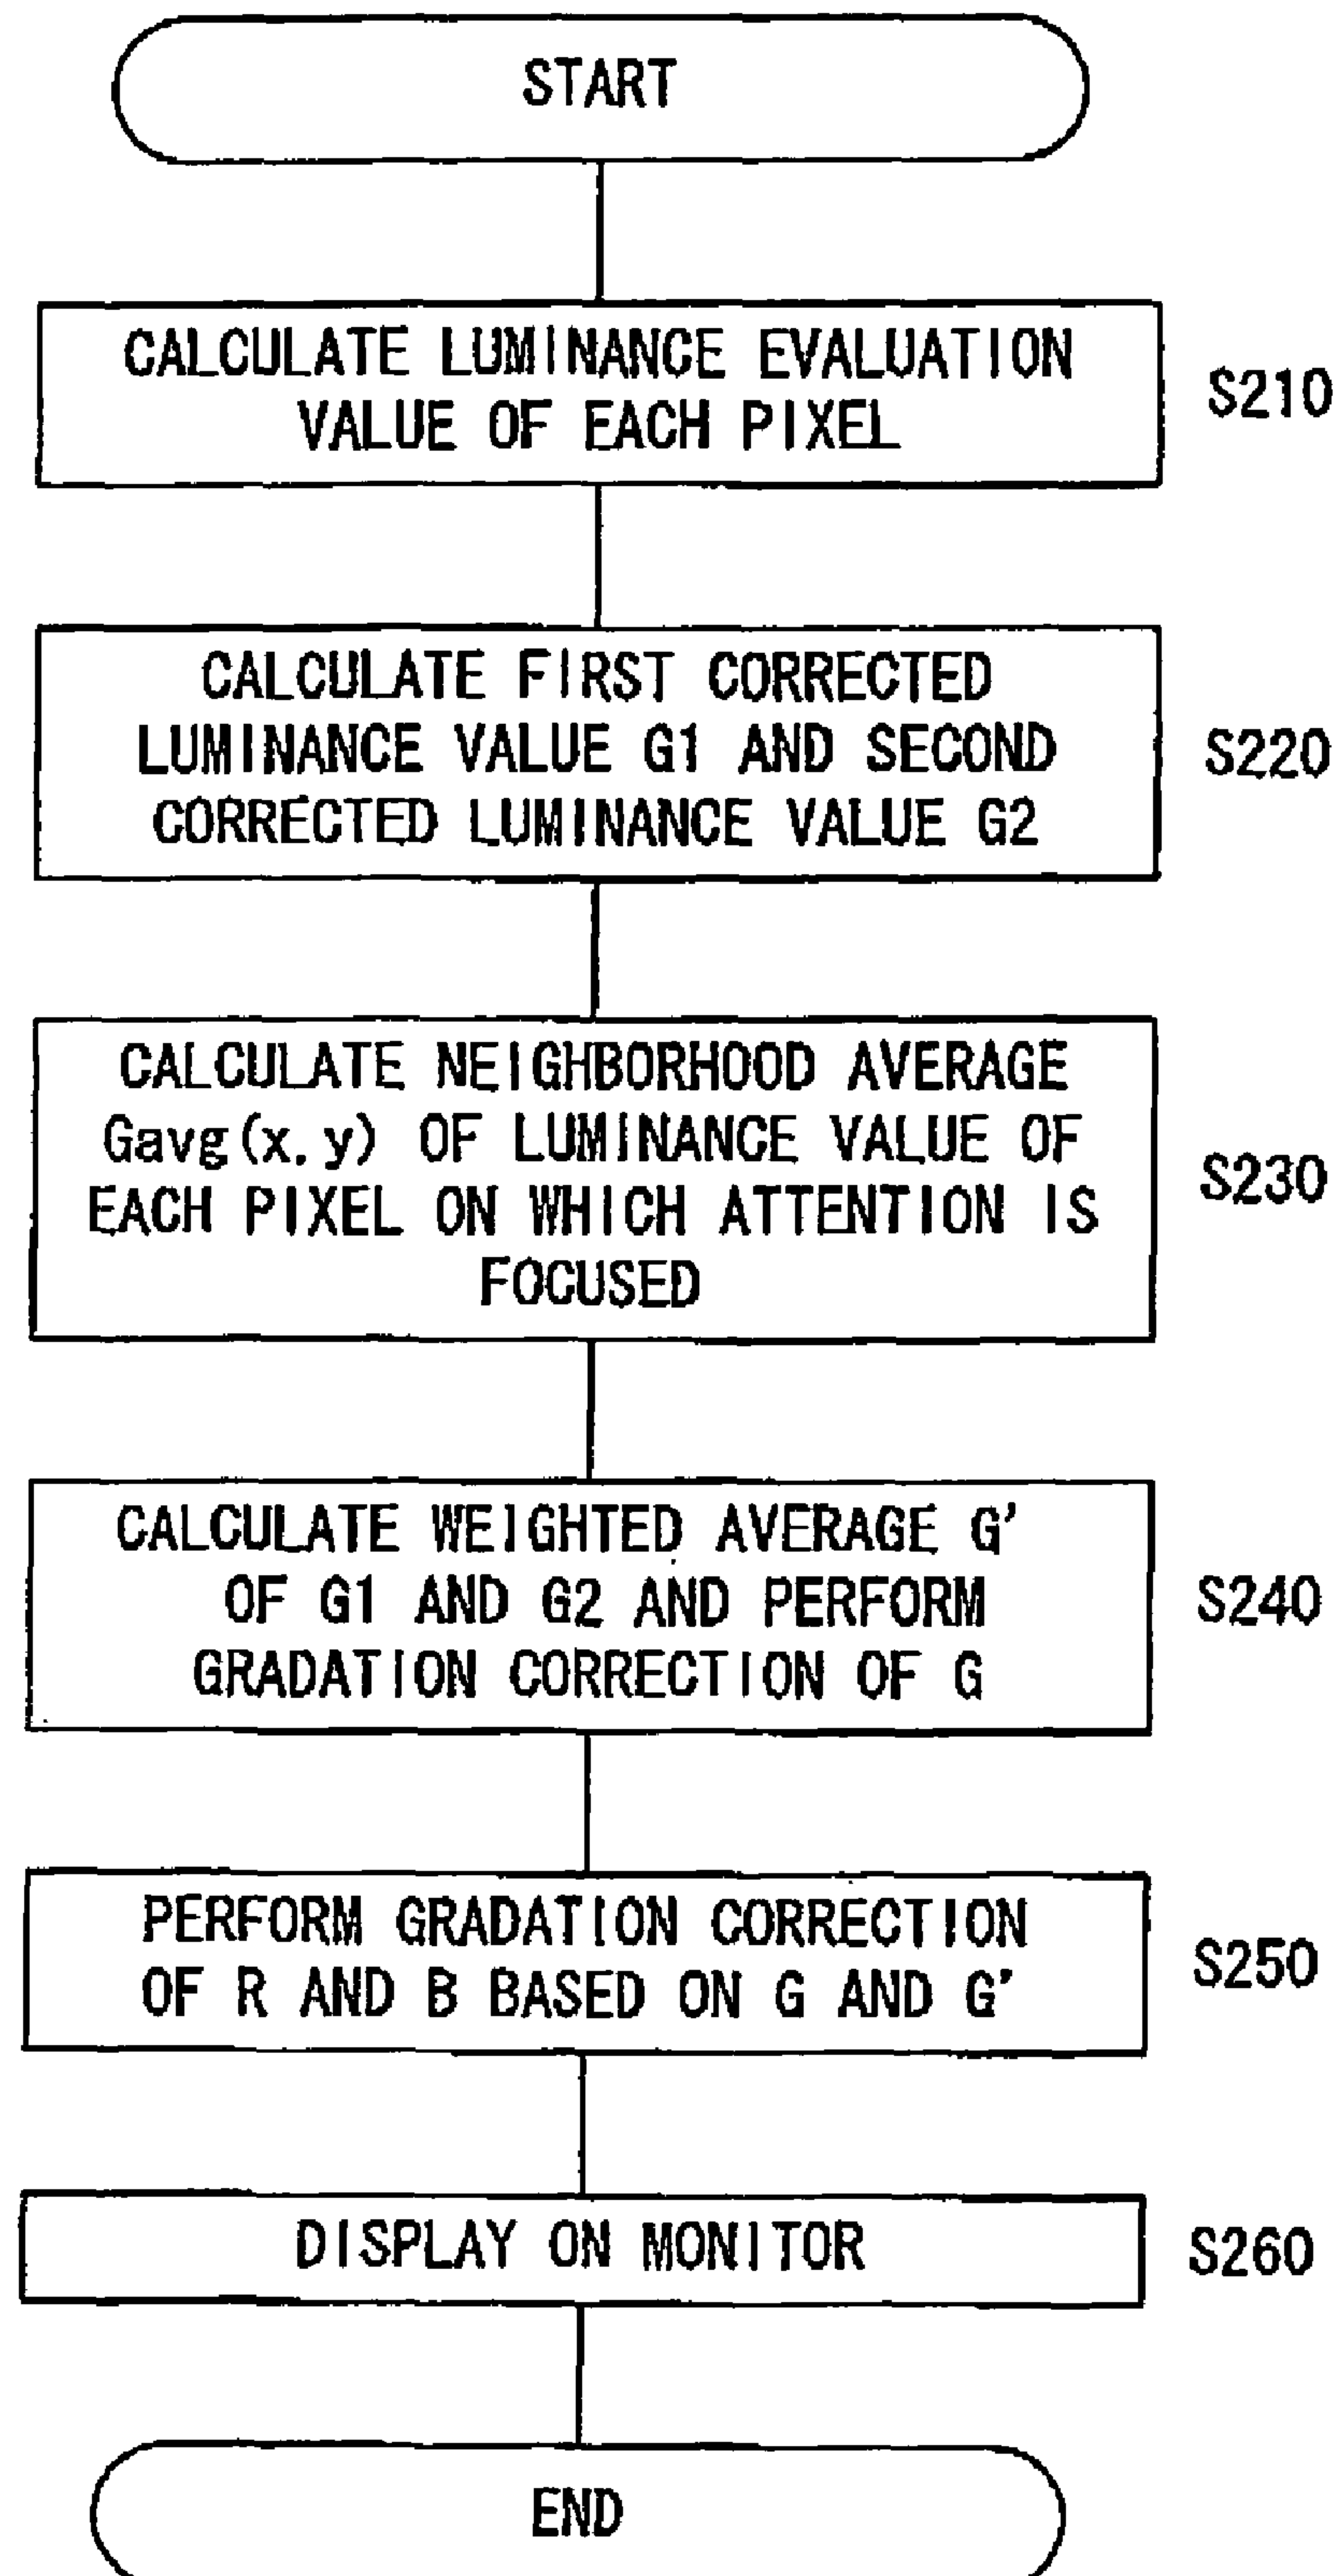 START
CALCULATE LUMINANCE EVALUATION
VALUE OF EACH PIXEL
S210
CALCULATE FIRST CORRECTED
LUMINANCE VALUE G1 AND SECOND
CORRECTED LUMINANCE VALUE G2
S220
CALCULATE NEIGHBORHOOD AVERAGE
Gavg(x,y) OF LUMINANCE VALUE OF
EACH PIXEL ON WHICH ATTENTION IS
FOCUSED
S230
CALCULATE WEIGHTED AVERAGE G'
OF G1 AND G2 AND PERFORM
GRADATION CORRECTION OF G
S240
PERFORM GRADATION CORRECTION
OF R AND B BASED ON G AND G'
S250
DISPLAY ON MONITOR
S260
END